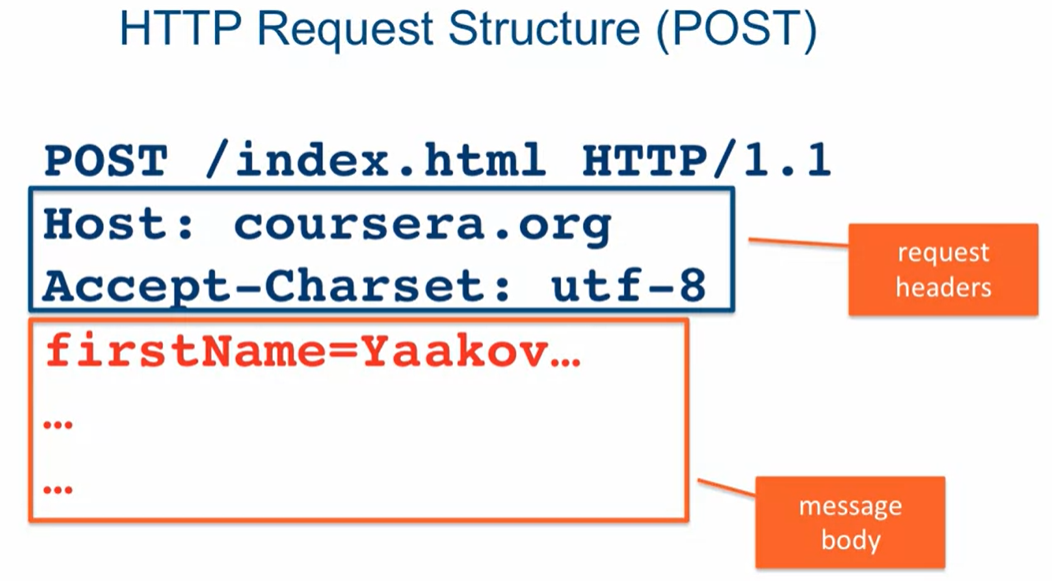 HTTP Request Structure (POST)
POST /index.html HTTP/1.1
Host: coursera.org
Accept-Charset: utf-8
request
headers
firstName=Yaakov…
…
…
message
body